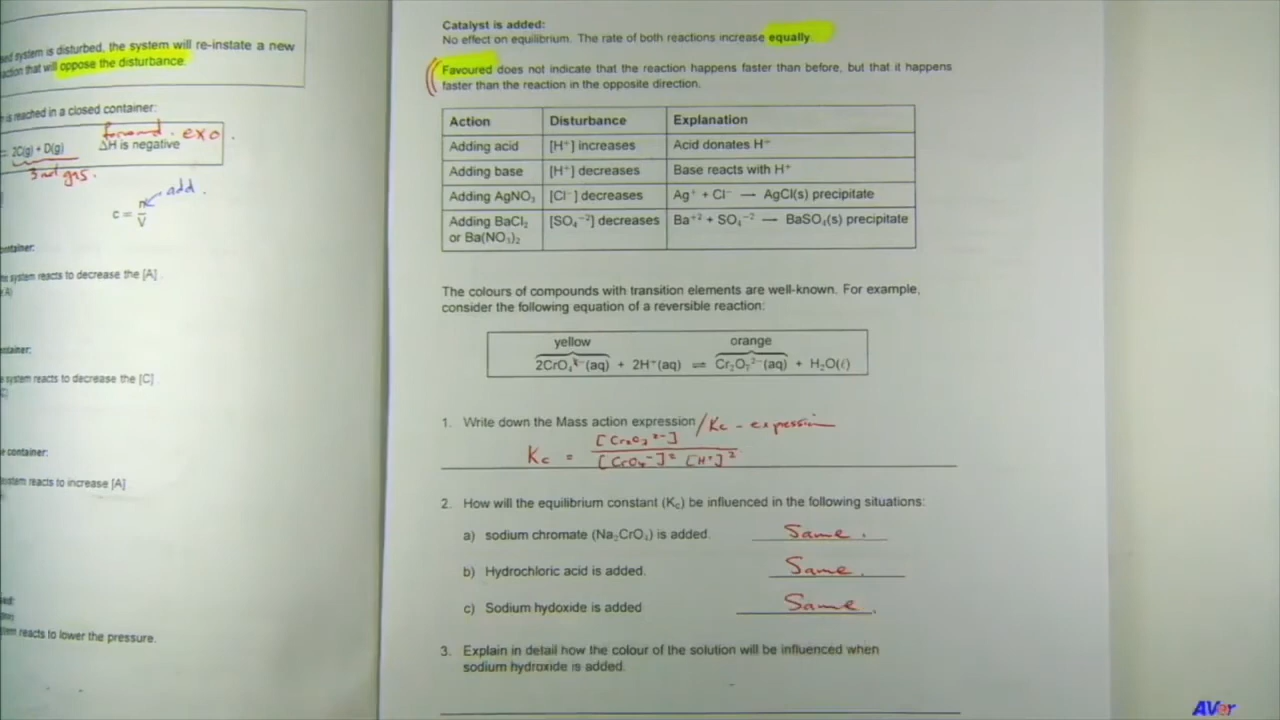 sed system is disturbed, the system will re-instate a new
action that will oppose the disturbance.
is reached in a closed container:
forward. exo.
= 2C(g) + D(g) ΔH is negative
3 mol gas.
add.
c = n/V
container:
the system reacts to decrease the [A]
A)
container:
system reacts to decrease the [C]
C)
e container:
system reacts to increase [A]
sed:
stem reacts to lower the pressure.
Catalyst is added:
No effect on equilibrium. The rate of both reactions increase equally.
Favoured does not indicate that the reaction happens faster than before, but that it happens
faster than the reaction in the opposite direction.
Action Disturbance Explanation
Adding acid [H⁺] increases Acid donates H⁺
Adding base [H⁺] decreases Base reacts with H⁺
Adding AgNO₃ [Cl⁻] decreases Ag⁺ + Cl⁻ → AgCl(s) precipitate
Adding BaCl₂ [SO₄⁻²] decreases Ba⁺² + SO₄⁻² → BaSO₄(s) precipitate
or Ba(NO₃)₂
The colours of compounds with transition elements are well-known. For example,
consider the following equation of a reversible reaction:
yellow orange
2CrO₄²⁻(aq) + 2H⁺(aq) ⇌ Cr₂O₇²⁻(aq) + H₂O(ℓ)
1. Write down the Mass action expression / Kc - expression
[Cr₂O₇²⁻]
Kc = [CrO₄⁻]² [H⁺]²
2. How will the equilibrium constant (Kc) be influenced in the following situations:
a) sodium chromate (Na₂CrO₄) is added. Same.
b) Hydrochloric acid is added. Same.
c) Sodium hydoxide is added Same.
3. Explain in detail how the colour of the solution will be influenced when
sodium hydroxide is added.
AVer